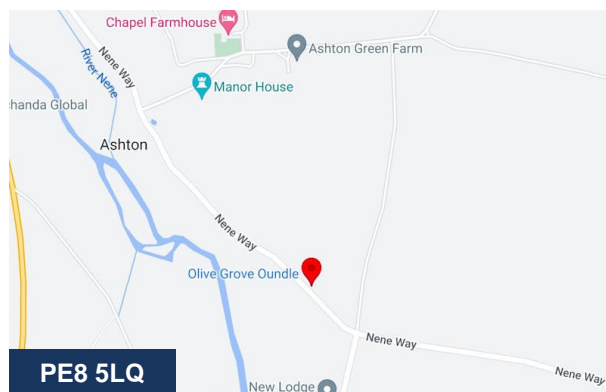 Chapel Farmhouse
Nene Way
Ashton Green Farm
River Nene
Manor House
handa Global
Ashton
Nene Way
Olive Grove Oundle
Nene Way
Nene Way
PE8 5LQ
New Lodge